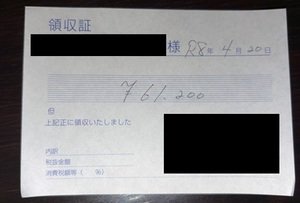 領収証
様 R8年4月20日
¥61.200
但
上記正に領収いたしました
内訳
税抜金額
消費税額等(　%)